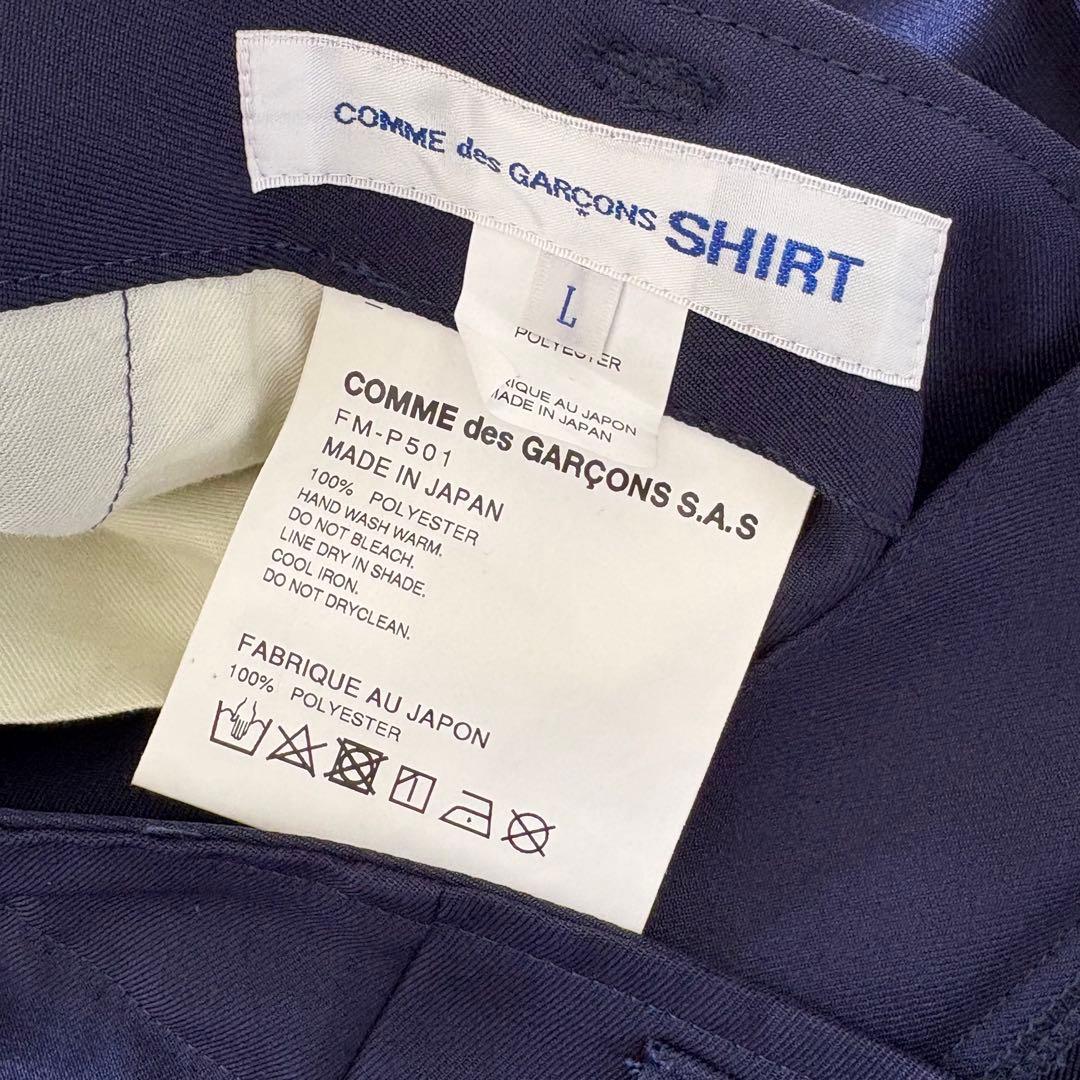 COMME des GARÇONS SHIRT
L
POLYESTER
FABRIQUE AU JAPON
MADE IN JAPAN
COMME des GARÇONS S.A.S
FM-P501
MADE IN JAPAN
100% POLYESTER
HAND WASH WARM.
DO NOT BLEACH.
LINE DRY IN SHADE.
COOL IRON.
DO NOT DRYCLEAN.
FABRIQUE AU JAPON
100% POLYESTER